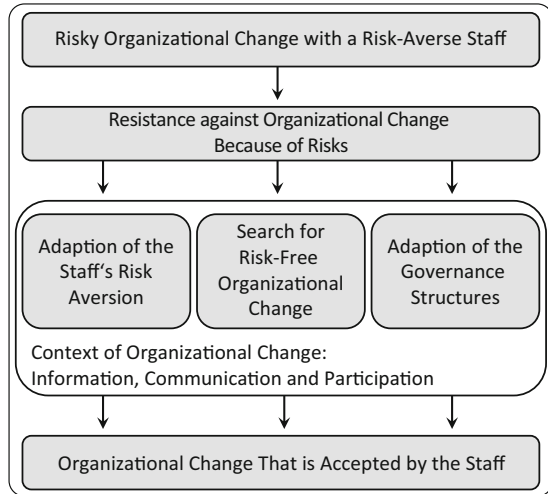 Risky Organizational Change with a Risk-Averse Staff
Resistance against Organizational Change
Because of Risks
Adaption of the
Staff‘s Risk
Aversion
Search for
Risk-Free
Organizational
Change
Adaption of the
Governance
Structures
Context of Organizational Change:
Information, Communication and Participation
Organizational Change That is Accepted by the Staff